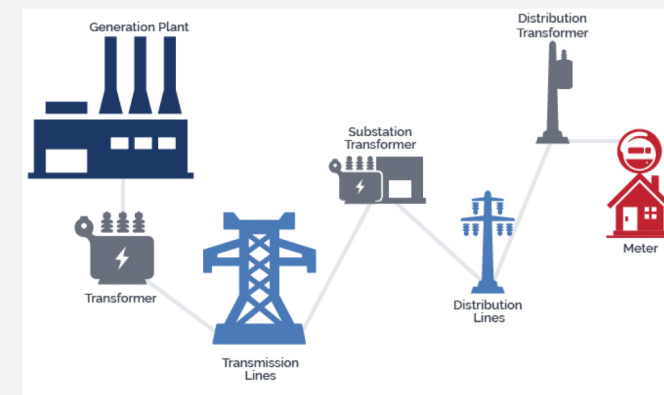 Generation Plant
Distribution
Transformer
Substation
Transformer
Meter
Transformer
Distribution
Lines
Transmission
Lines